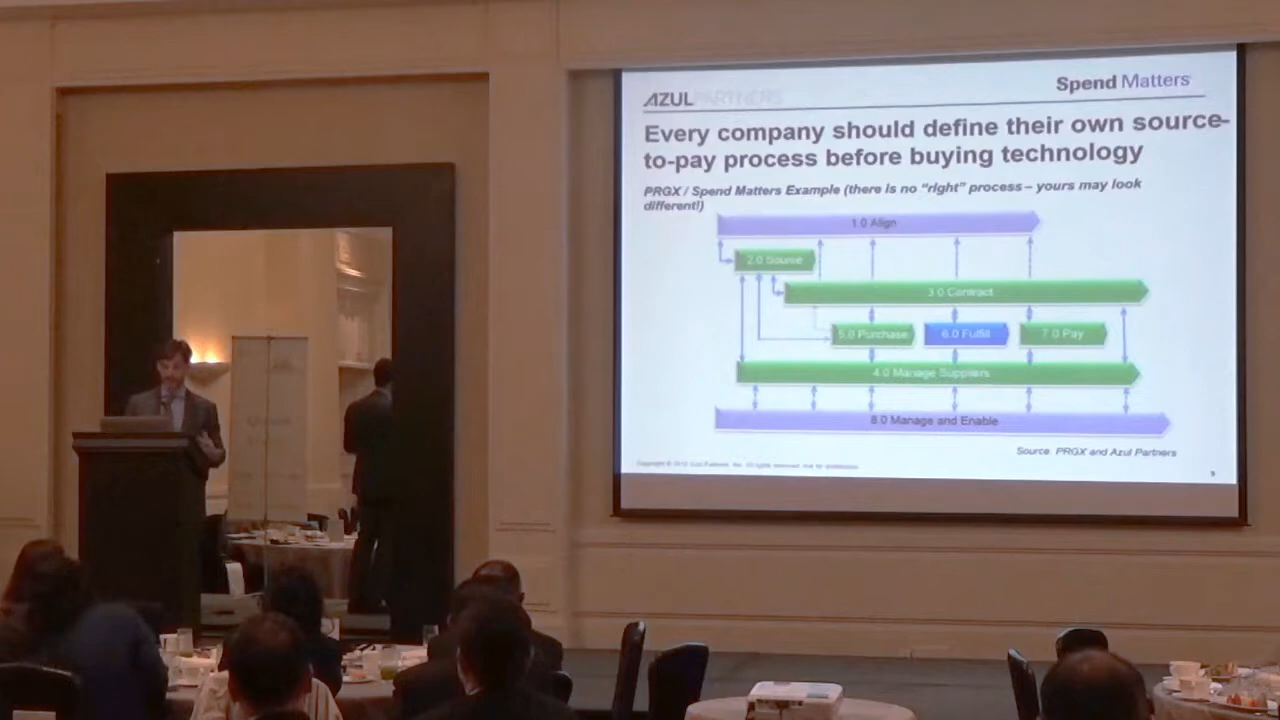 AZULPARTNERS
Spend Matters
Every company should define their own source-
to-pay process before buying technology
PRGX / Spend Matters Example (there is no “right” process – yours may look
different!)
1.0 Align
2.0 Source
3.0 Contract
5.0 Purchase
6.0 Fulfill
7.0 Pay
4.0 Manage Suppliers
8.0 Manage and Enable
Source: PRGX and Azul Partners
9